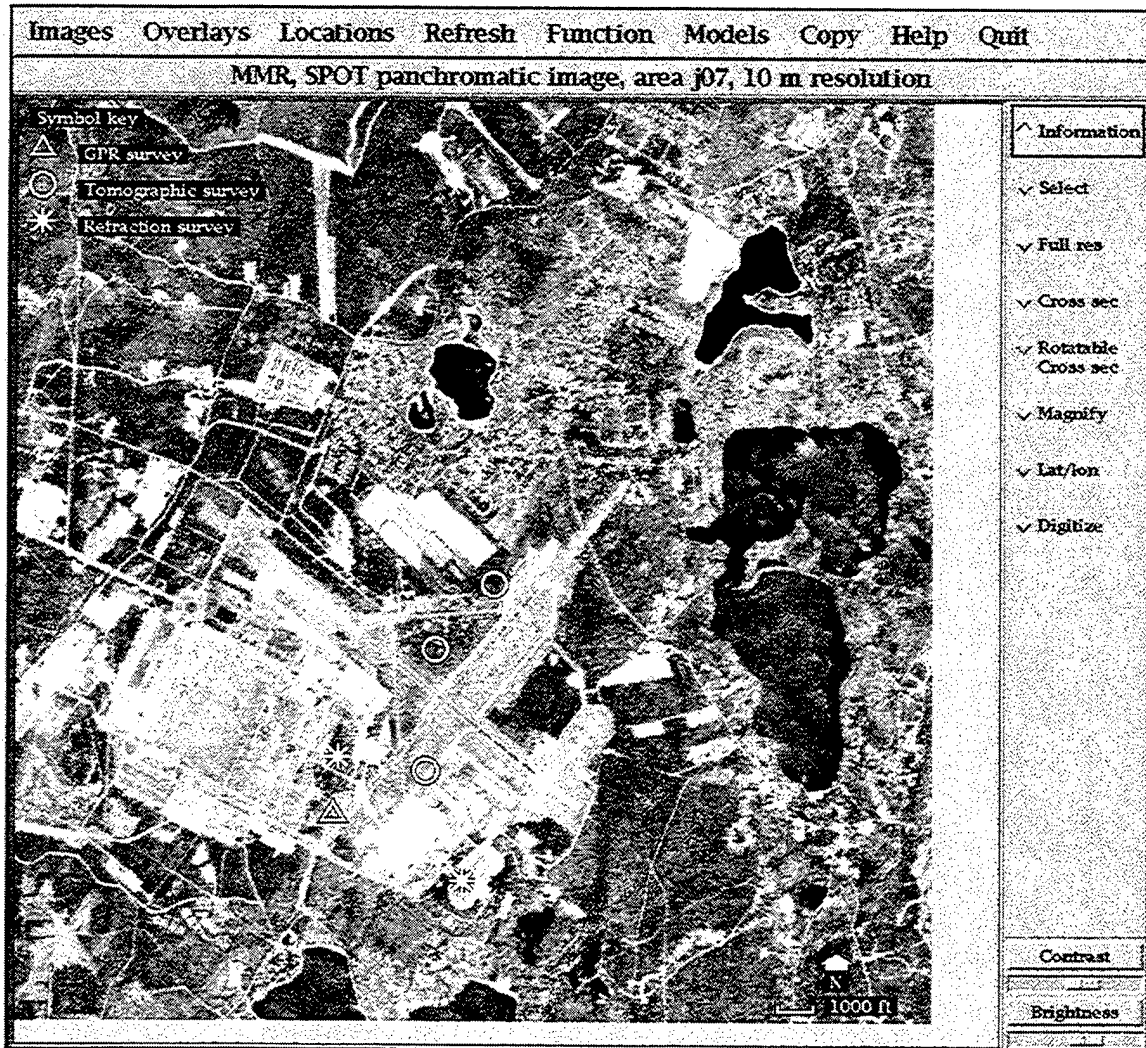 Images Overlays Locations Refresh Function Models Copy Help Quit
MMR, SPOT panchromatic image, area j07, 10 m resolution
Symbol key
GPR survey
Tomographic survey
Refraction survey
Information
Select
Full res
Cross sec
Rotatable
Cross sec
Magnify
Lat/lon
Digitize
Contrast
N
1000 ft
Brightness